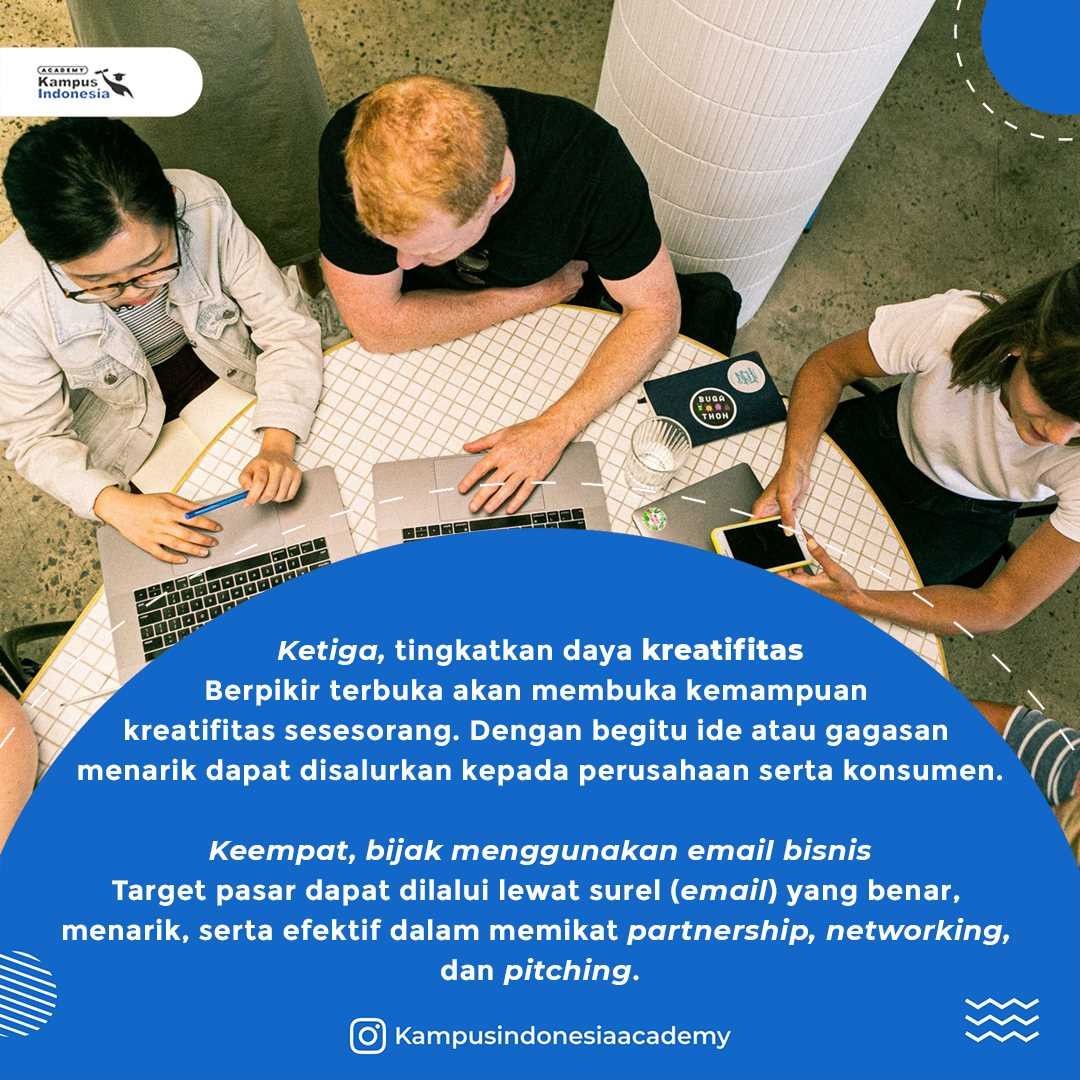 ACADEMY
Kampus
Indonesia
BUGA
THON
Ketiga, tingkatkan daya kreatifitas
Berpikir terbuka akan membuka kemampuan
kreatifitas sesesorang. Dengan begitu ide atau gagasan
menarik dapat disalurkan kepada perusahaan serta konsumen.
Keempat, bijak menggunakan email bisnis
Target pasar dapat dilalui lewat surel (email) yang benar,
menarik, serta efektif dalam memikat partnership, networking,
dan pitching.
Kampusindonesiaacademy